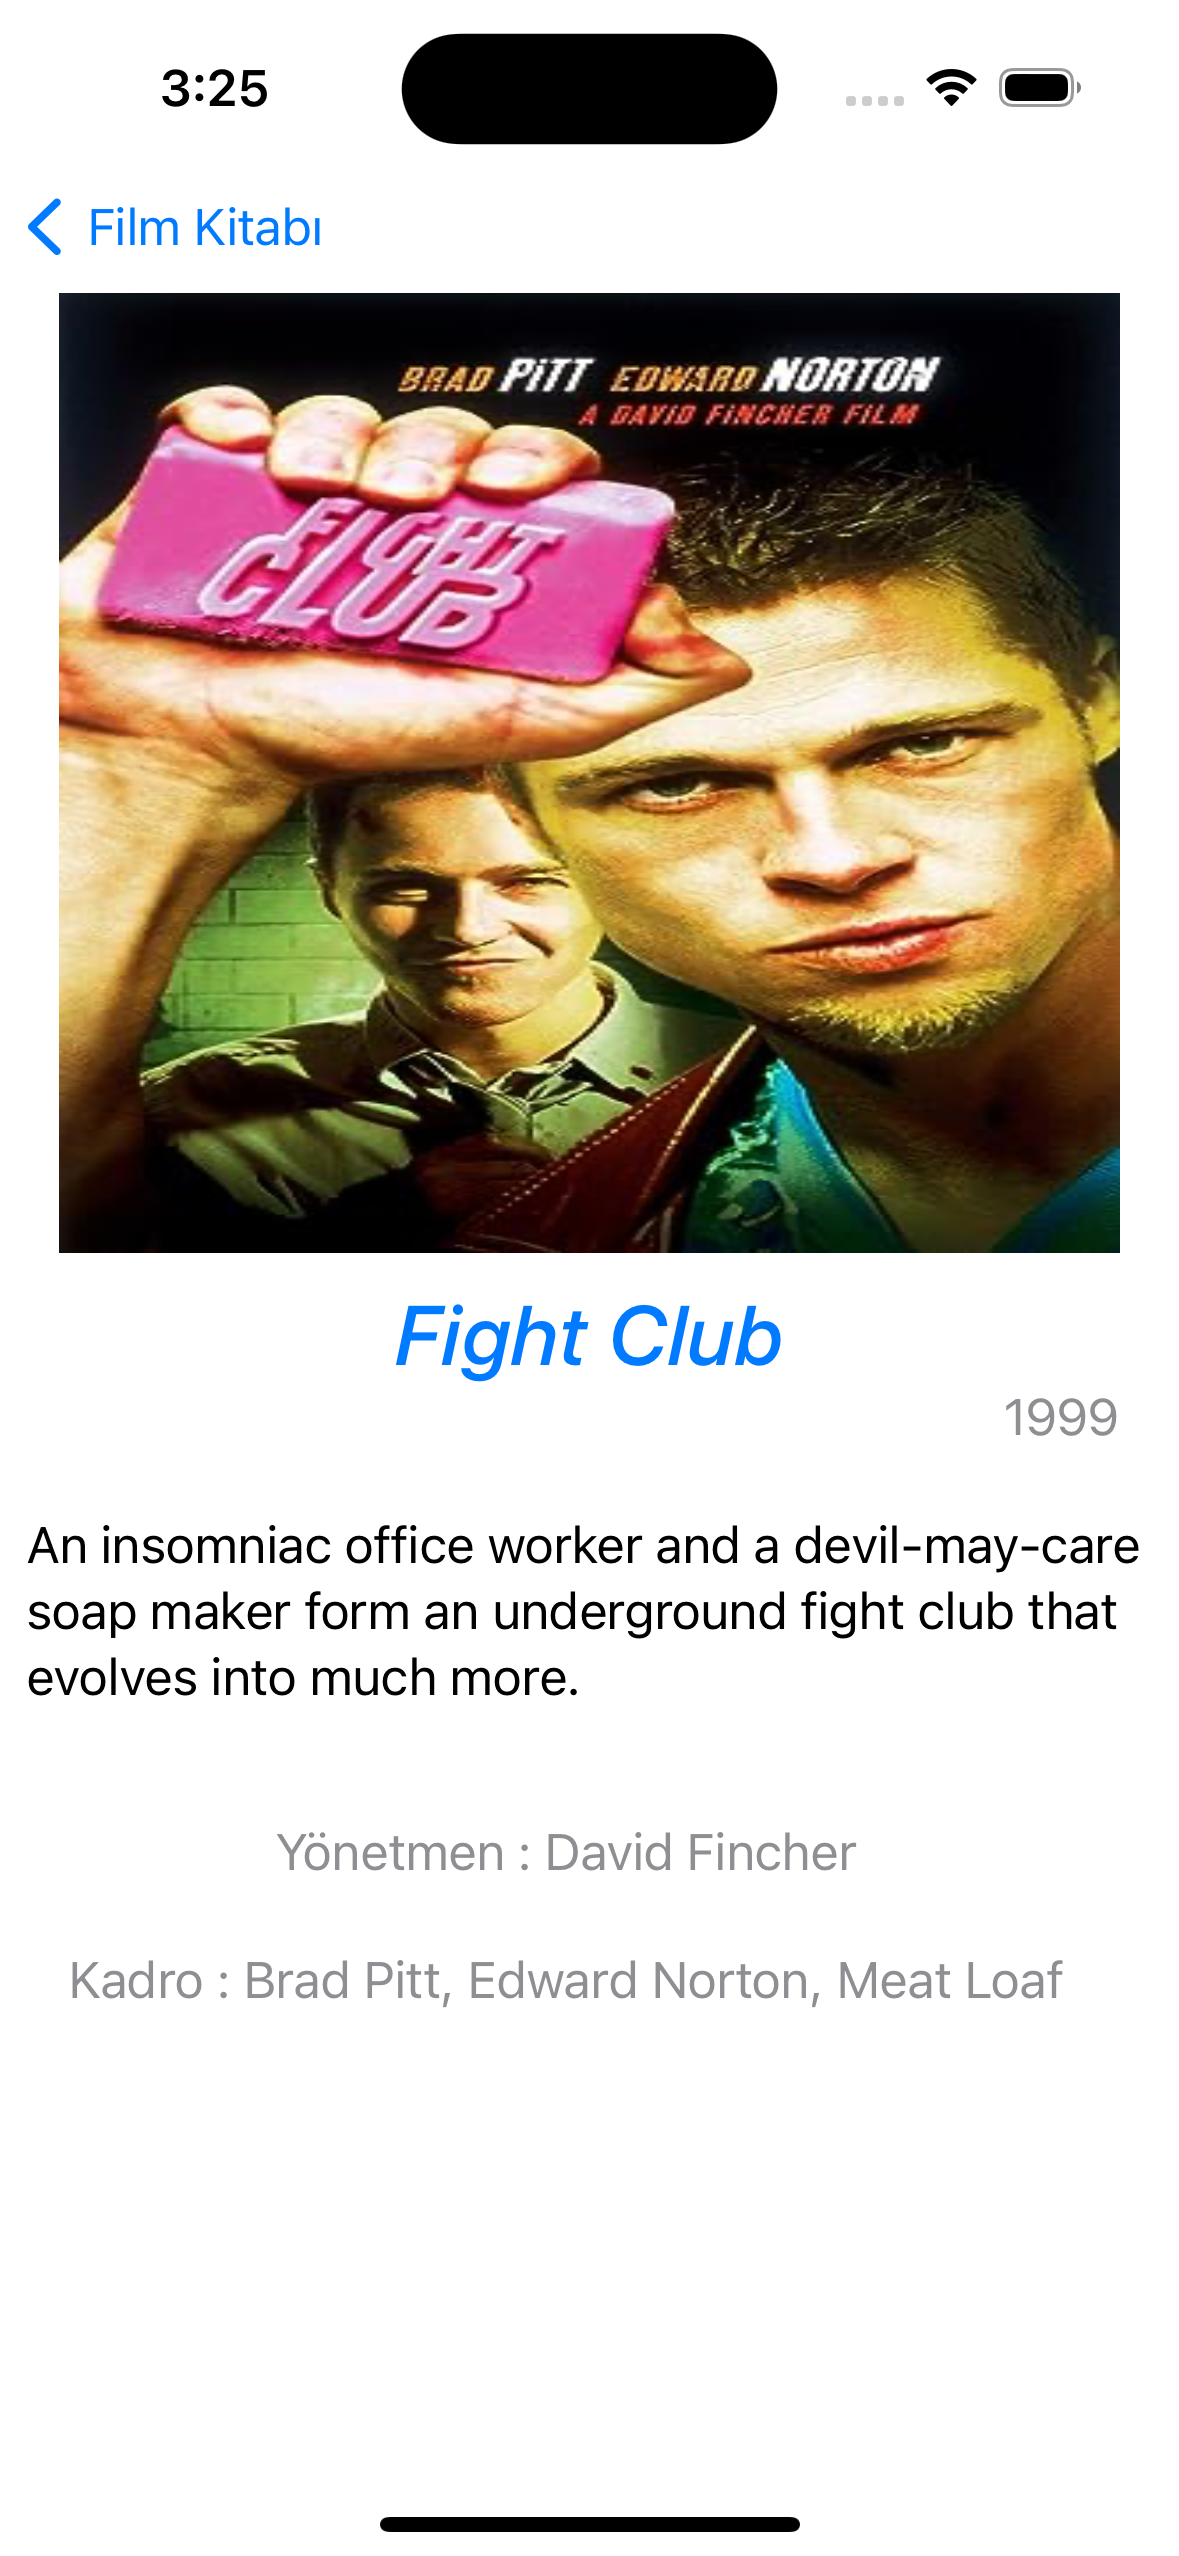 3:25
Film Kitabı
BRAD PiTT EDWARD NORTON
A DAVID FiNCHER FiLM
FIGHT
CLUB
Fight Club
1999
An insomniac office worker and a devil-may-care
soap maker form an underground fight club that
evolves into much more.
Yönetmen : David Fincher
Kadro : Brad Pitt, Edward Norton, Meat Loaf